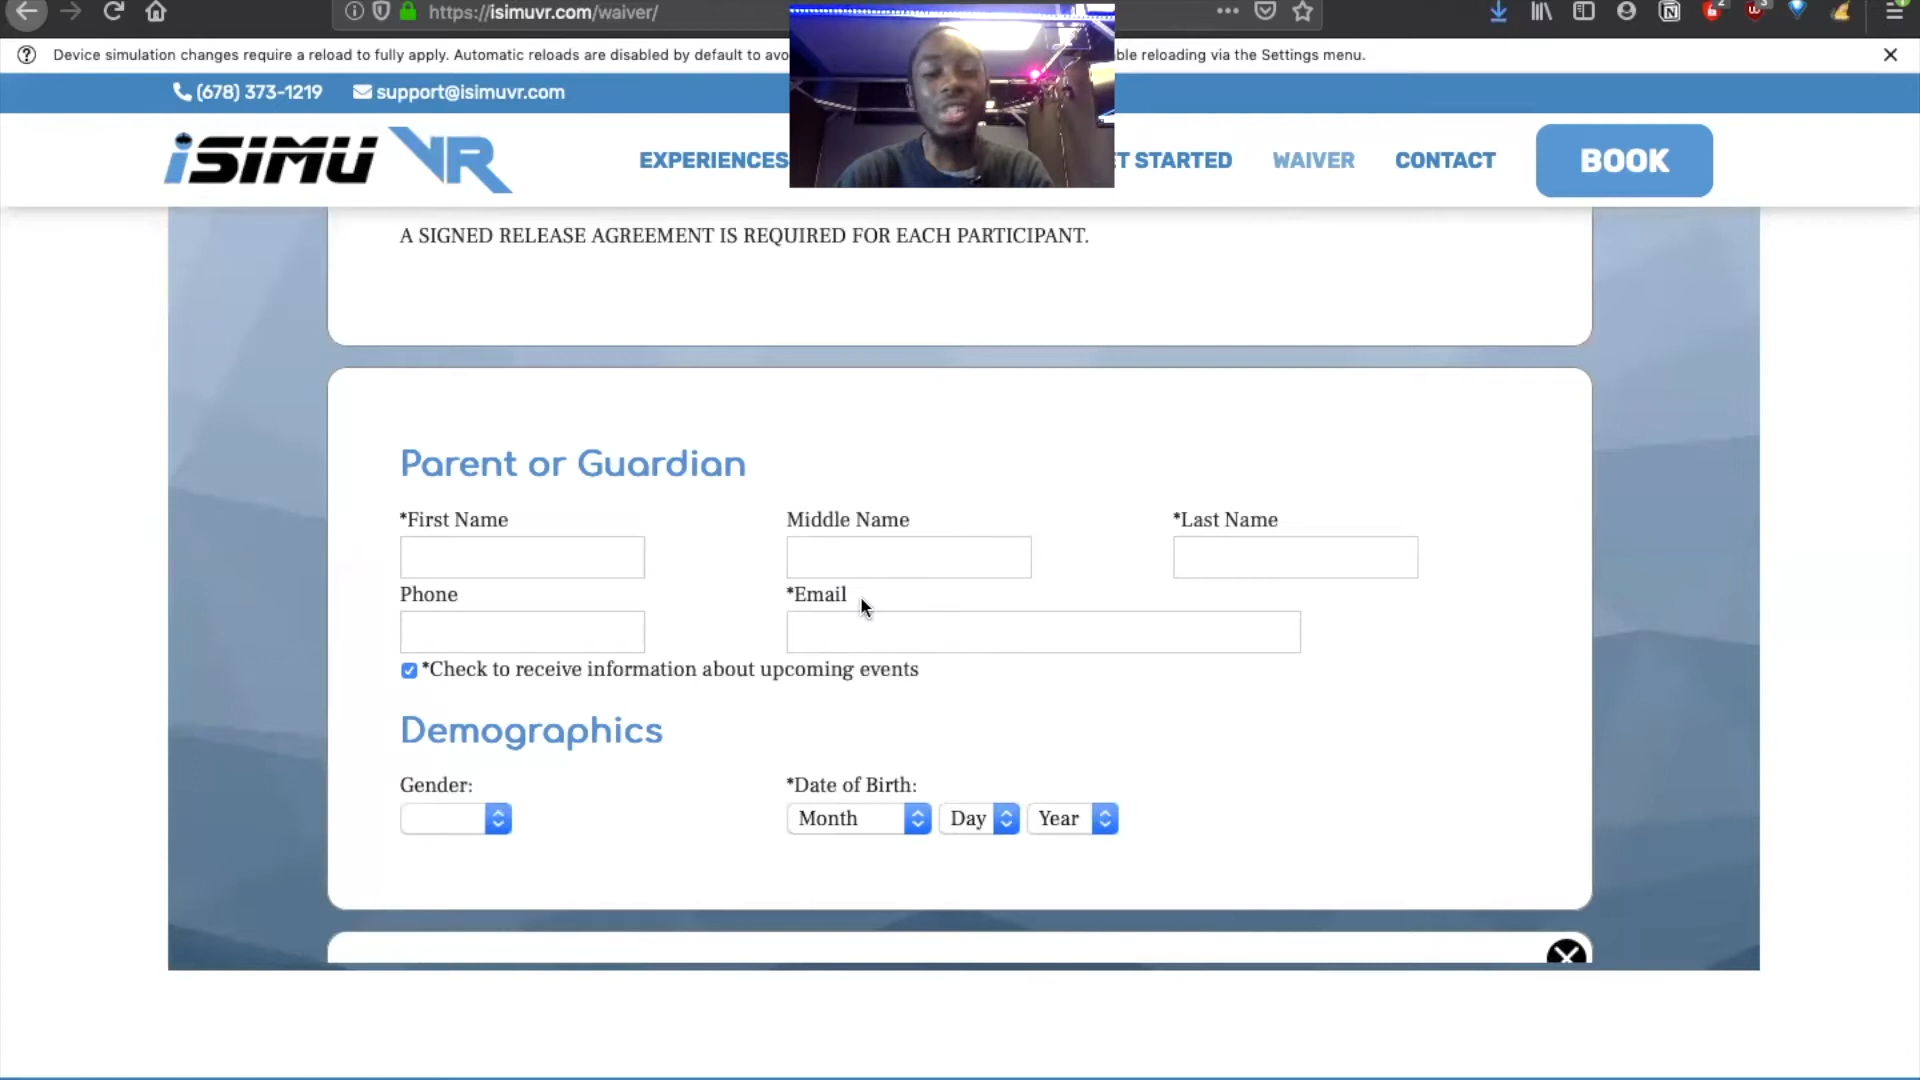 https://isimuvr.com/waiver/
Device simulation changes require a reload to fully apply. Automatic reloads are disabled by default to avo
ble reloading via the Settings menu.
(678) 373-1219
support@isimuvr.com
iSIMU VR
EXPERIENCES
ET STARTED
WAIVER
CONTACT
BOOK
A SIGNED RELEASE AGREEMENT IS REQUIRED FOR EACH PARTICIPANT.
Parent or Guardian
*First Name
Middle Name
*Last Name
Phone
*Email
*Check to receive information about upcoming events
Demographics
Gender:
*Date of Birth:
Month
Day
Year